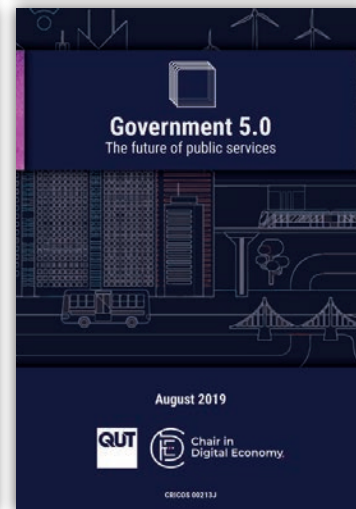 Government 5.0
The future of public services
August 2019
QUT
Chair in
Digital Economy.
CRICOS 00213J